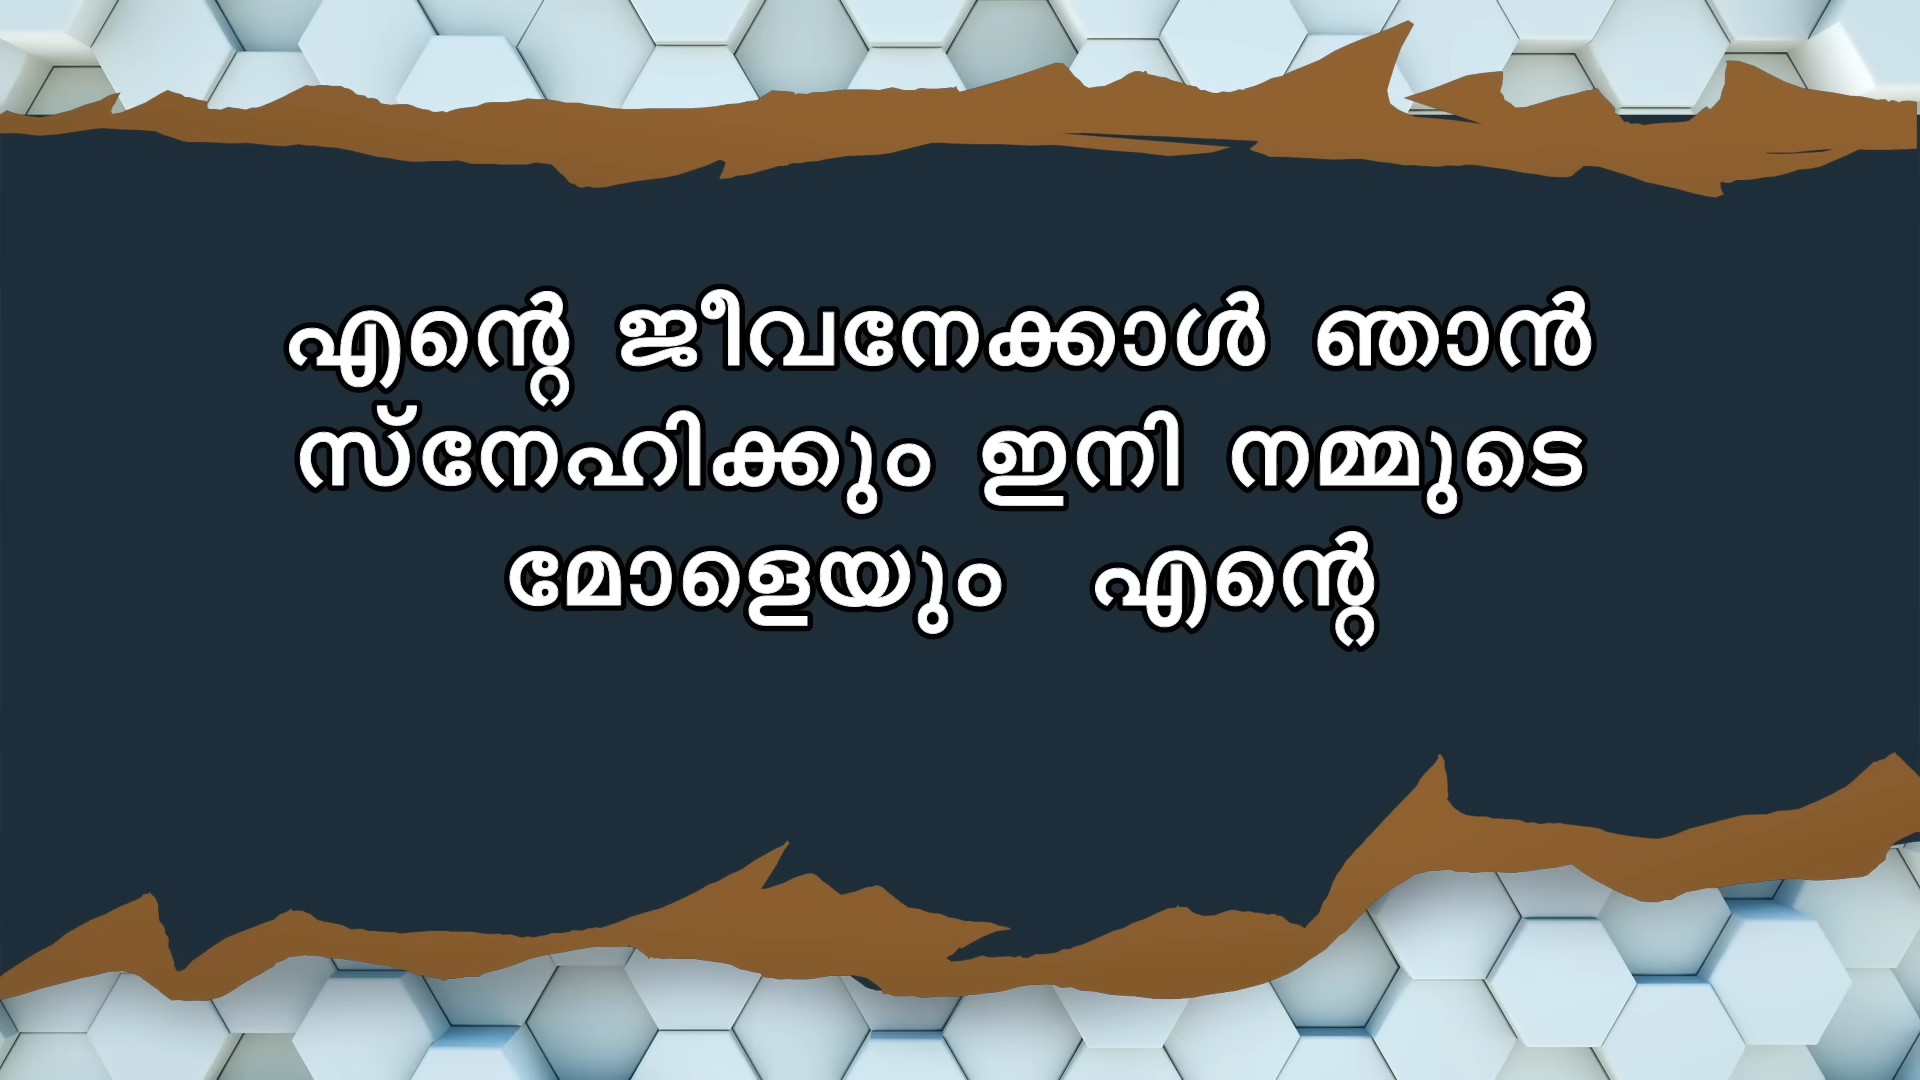 എന്റെ ജീവനേക്കാൾ ഞാൻ
സ്നേഹിക്കും ഇനി നമ്മുടെ
മോളെയും എന്റെ